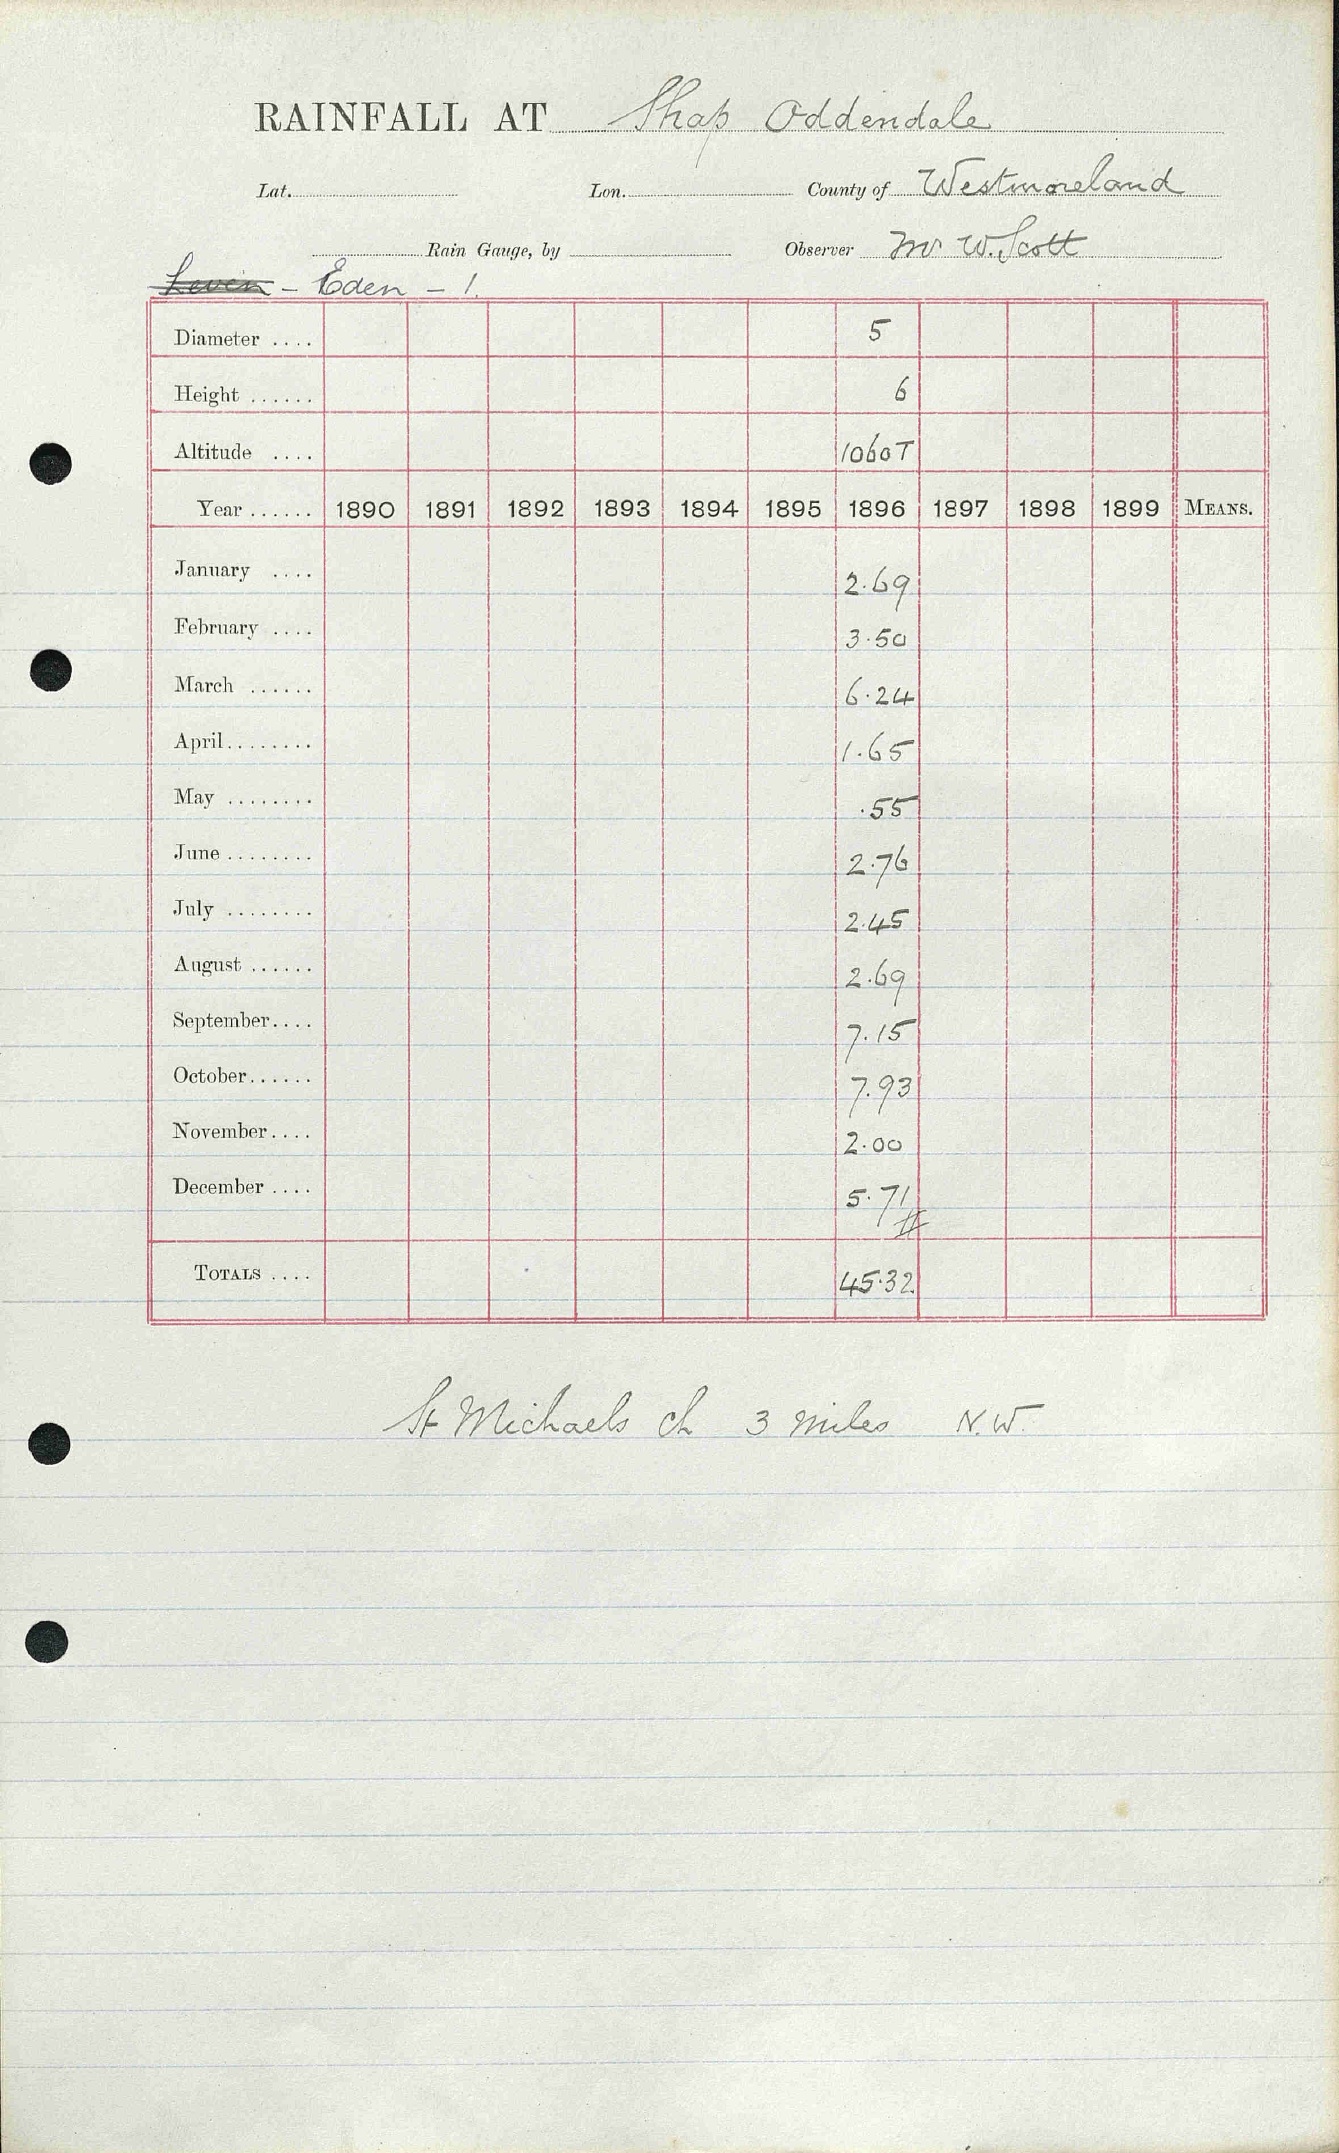 RAINFALL AT Shap Oddendale
Lat. Lon. County of Westmoreland
Rain Gauge, by Observer Mr W. Scott
Leven - Eden - 1.
Diameter .... 5
Height ...... 6
Altitude .... 1060T
Year ...... 1890 1891 1892 1893 1894 1895 1896 1897 1898 1899 MEANS.
January .... 2.69
February .... 3.50
March ...... 6.24
April........ 1.65
May ........ .55
June ........ 2.76
July ........ 2.45
August ...... 2.69
September.... 7.15
October...... 7.93
November.... 2.00
December .... 5.71
TOTALS .... 45.32
St Michaels ch 3 miles N.W.